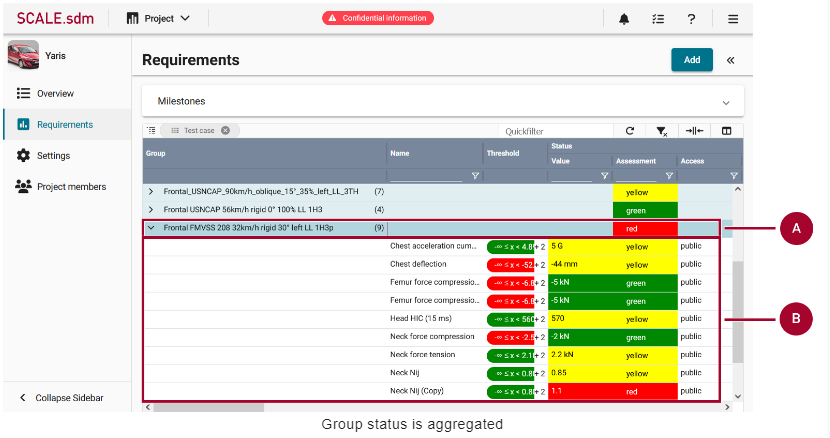 SCALE.sdm
Project
Confidential information
?
Yaris
Overview
Requirements
Settings
Project members
Collapse Sidebar
Requirements
Add
Milestones
Test case
Quickfilter
Group
Name
Threshold
Status
Value
Assessment
Access
Frontal_USNCAP_90km/h_oblique_15°_35%_left_LL_3TH (7) yellow
Frontal USNCAP 56km/h rigid 0° 100% LL 1H3 (4) green
Frontal FMVSS 208 32km/h rigid 30° left LL 1H3p (9) red
Chest acceleration cum... -∞ ≤ x < 4.8 + 2 5 G yellow public
Chest deflection -∞ ≤ x < -52 + 2 -44 mm yellow public
Femur force compressio... -∞ ≤ x < -6.0 + 2 -5 kN green public
Femur force compressio... -∞ ≤ x < -6.0 + 2 -5 kN green public
Head HIC (15 ms) -∞ ≤ x < 560 + 2 570 yellow public
Neck force compression -∞ ≤ x < -2.5 + 2 -2 kN green public
Neck force tension -∞ ≤ x < 2.1 + 2 2.2 kN yellow public
Neck Nij -∞ ≤ x < 0.8 + 2 0.85 yellow public
Neck Nij (Copy) -∞ ≤ x < 0.8 + 2 1.1 red public
A
B
Group status is aggregated